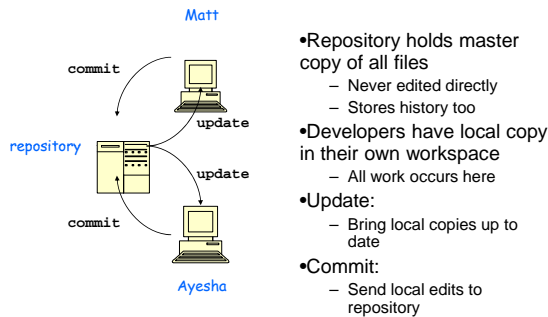 Matt
commit
update
repository
update
commit
Ayesha
•Repository holds master
copy of all files
– Never edited directly
– Stores history too
•Developers have local copy
in their own workspace
– All work occurs here
•Update:
– Bring local copies up to
date
•Commit:
– Send local edits to
repository